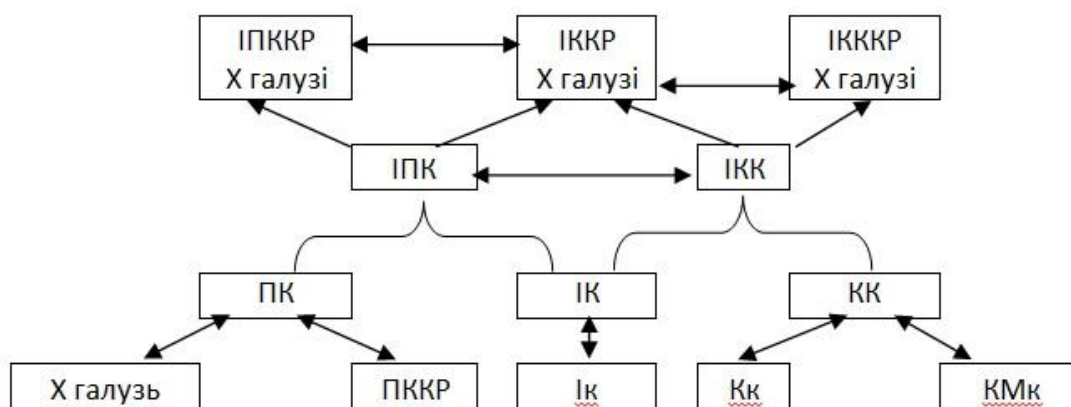 ІПККР
Х галузі
ІККР
Х галузі
ІКККР
Х галузі
ІПК
ІКК
ПК
ІК
КК
Х галузь
ПККР
Ік
Кк
КМк